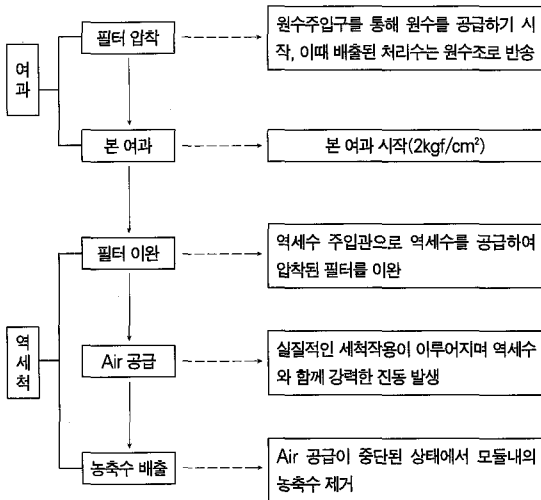 여과
필터 압착
원수주입구를 통해 원수를 공급하기 시
작, 이때 배출된 처리수는 원수조로 반송
본 여과
본 여과 시작(2kgf/cm²)
역세척
필터 이완
역세수 주입관으로 역세수를 공급하여
압착된 필터를 이완
Air 공급
실질적인 세척작용이 이루어지며 역세수
와 함께 강력한 진동 발생
농축수 배출
Air 공급이 중단된 상태에서 모듈내의
농축수 제거